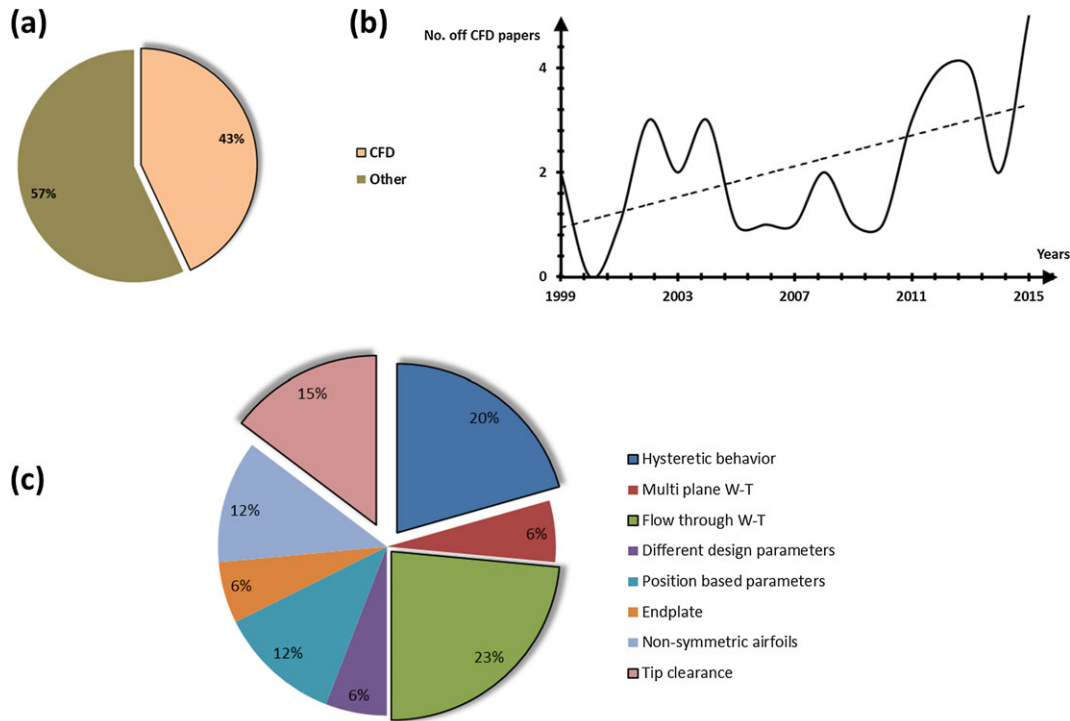 (a)
43%
57%
CFD
Other
(b)
No. off CFD papers
4
2
0
1999 2003 2007 2011 2015
Years
(c)
15%
20%
6%
23%
6%
12%
6%
12%
Hysteretic behavior
Multi plane W-T
Flow through W-T
Different design parameters
Position based parameters
Endplate
Non-symmetric airfoils
Tip clearance